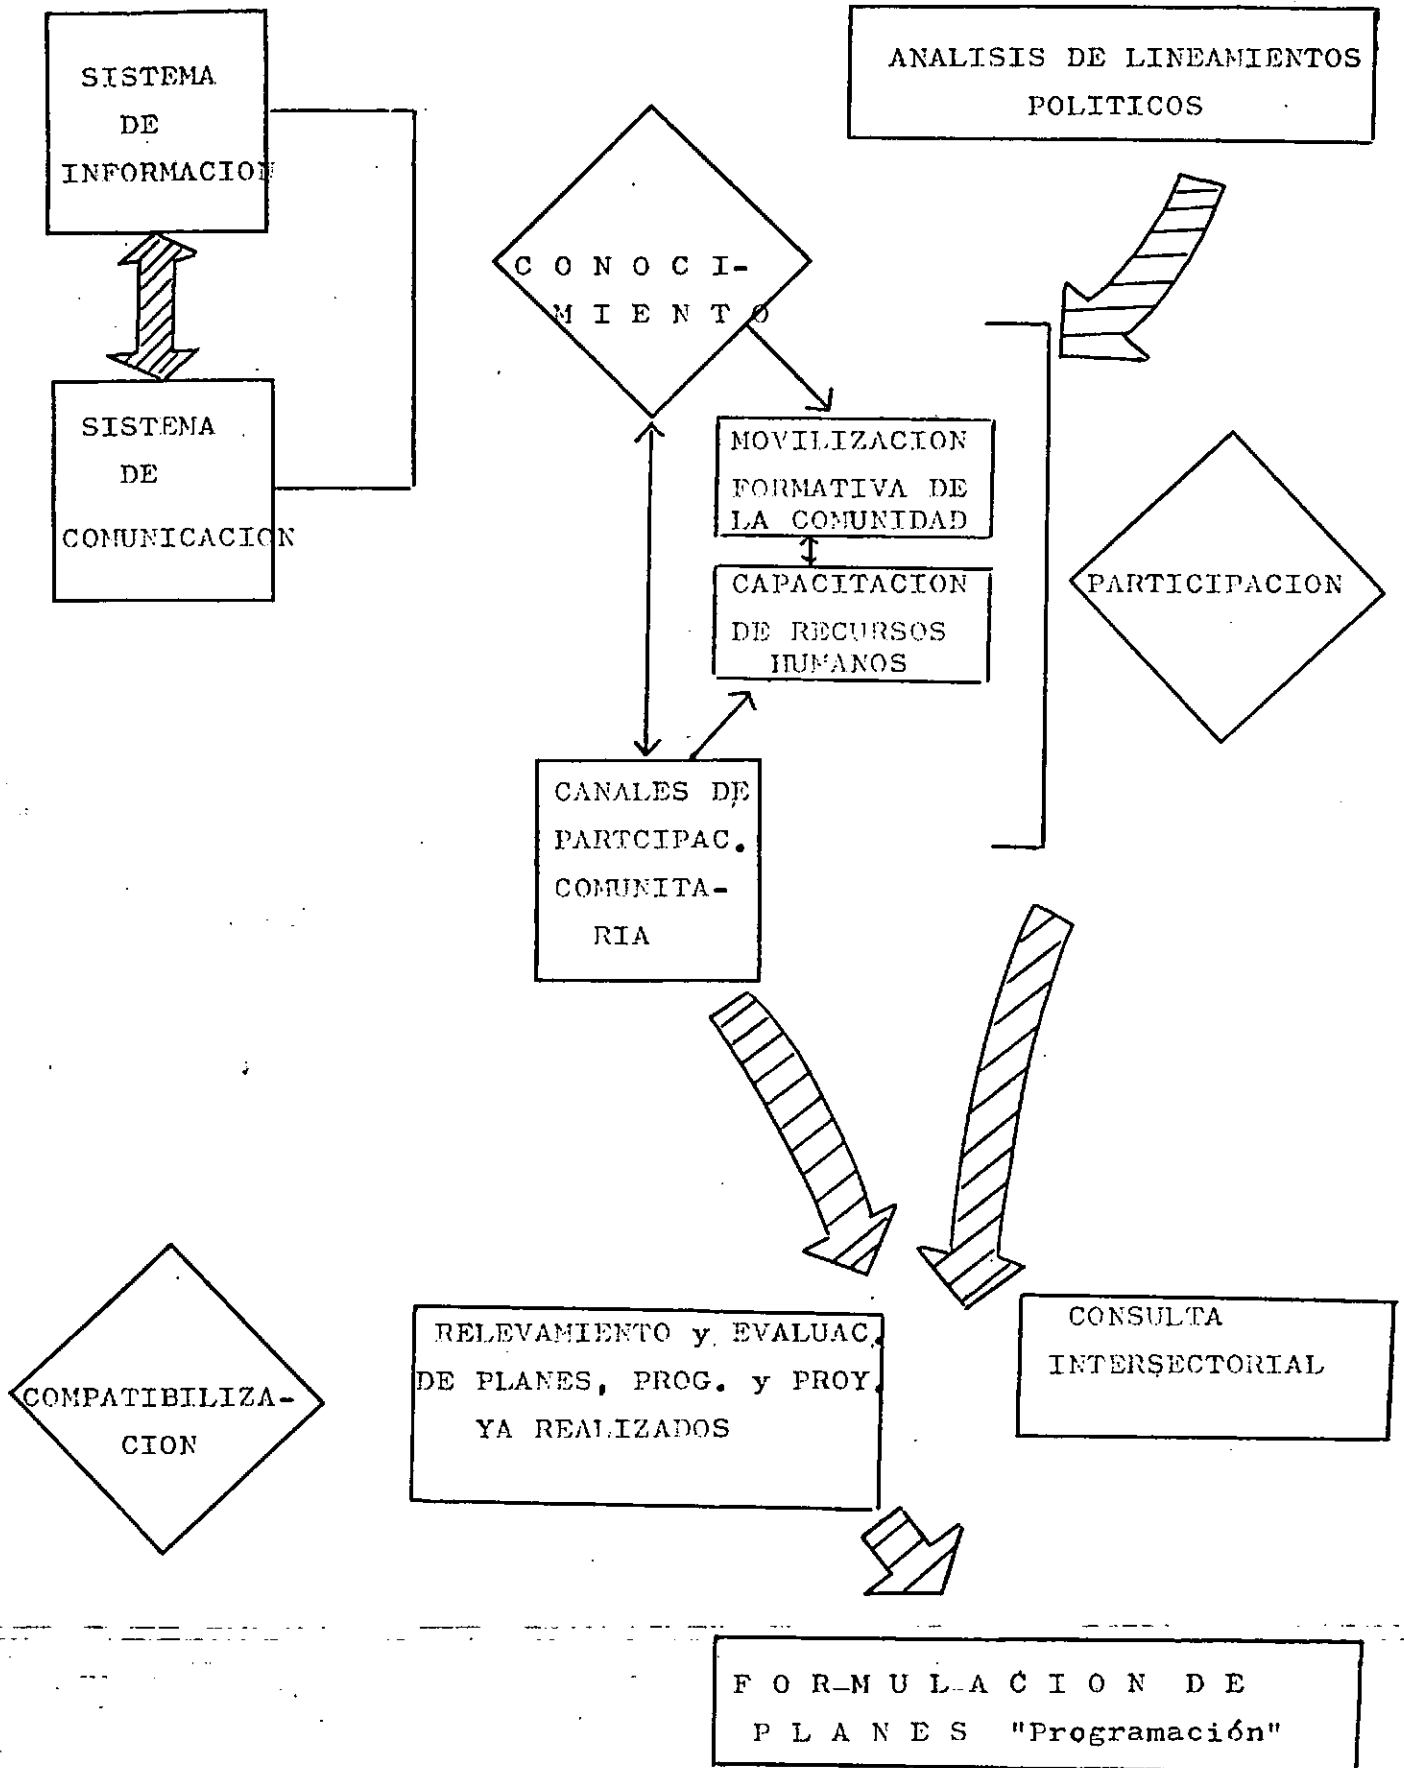 SISTEMA
DE
INFORMACION
ANALISIS DE LINEAMIENTOS
POLITICOS
C O N O C I-
M I E N T O
SISTEMA
DE
COMUNICACION
MOVILIZACION
FORMATIVA DE
LA COMUNIDAD
CAPACITACION
DE RECURSOS
HUMANOS
PARTICIPACION
CANALES DE
PARTCIPAC.
COMUNITA-
RIA
COMPATIBILIZA-
CION
RELEVAMIENTO y EVALUAC.
DE PLANES, PROG. y PROY.
YA REALIZADOS
CONSULTA
INTERSECTORIAL
F O R M U L A C I O N D E
P L A N E S "Programación"